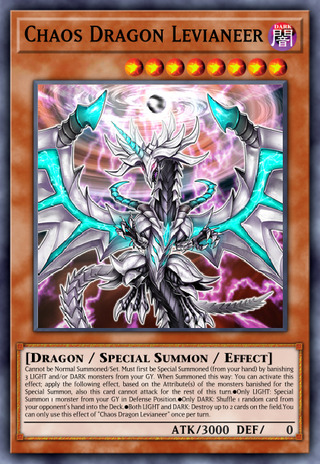 Chaos Dragon Levianeer
DARK
闇
[Dragon / Special Summon / Effect]
Cannot be Normal Summoned/Set. Must first be Special Summoned (from your hand) by banishing
3 LIGHT and/or DARK monsters from your GY. When Summoned this way: You can activate this
effect; apply the following effect, based on the Attribute(s) of the monsters banished for the
Special Summon, also this card cannot attack for the rest of this turn.●Only LIGHT: Special
Summon 1 monster from your GY in Defense Position.●Only DARK: Shuffle 1 random card from
your opponent's hand into the Deck.●Both LIGHT and DARK: Destroy up to 2 cards on the field.You
can only use this effect of "Chaos Dragon Levianeer" once per turn.
ATK/3000 DEF/ 0